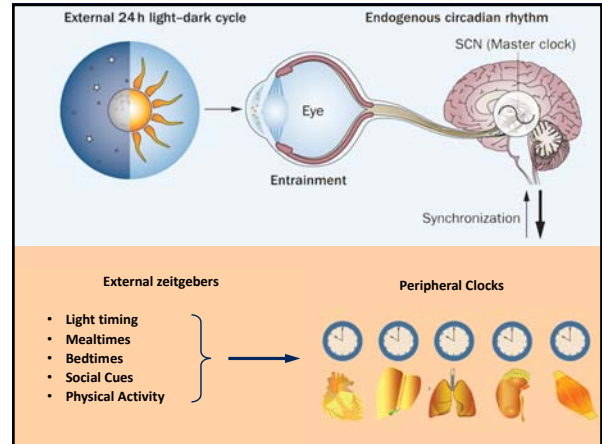 External 24 h light–dark cycle
Endogenous circadian rhythm
SCN (Master clock)
Eye
Entrainment
Synchronization
External zeitgebers
• Light timing
• Mealtimes
• Bedtimes
• Social Cues
• Physical Activity
Peripheral Clocks